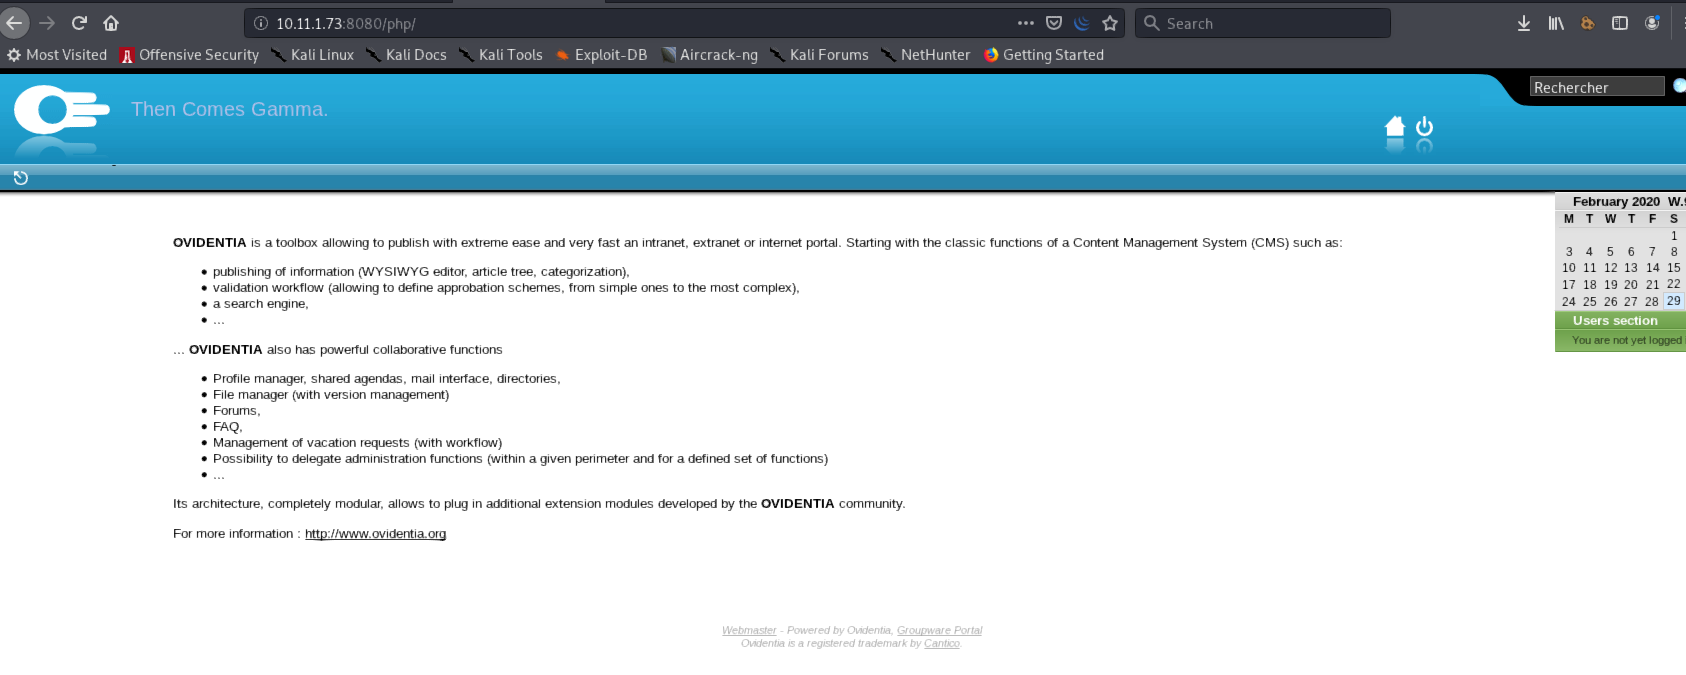 10.11.1.73:8080/php/
Search
Most Visited Offensive Security Kali Linux Kali Docs Kali Tools Exploit-DB Aircrack-ng Kali Forums NetHunter Getting Started
Rechercher
Then Comes Gamma.
February 2020 W.9
M T W T F S
1
3 4 5 6 7 8
10 11 12 13 14 15
17 18 19 20 21 22
24 25 26 27 28 29
Users section
You are not yet logged
OVIDENTIA is a toolbox allowing to publish with extreme ease and very fast an intranet, extranet or internet portal. Starting with the classic functions of a Content Management System (CMS) such as:
• publishing of information (WYSIWYG editor, article tree, categorization),
• validation workflow (allowing to define approbation schemes, from simple ones to the most complex),
• a search engine,
• ...
... OVIDENTIA also has powerful collaborative functions
• Profile manager, shared agendas, mail interface, directories,
• File manager (with version management)
• Forums,
• FAQ,
• Management of vacation requests (with workflow)
• Possibility to delegate administration functions (within a given perimeter and for a defined set of functions)
• ...
Its architecture, completely modular, allows to plug in additional extension modules developed by the OVIDENTIA community.
For more information : http://www.ovidentia.org
Webmaster - Powered by Ovidentia, Groupware Portal
Ovidentia is a registered trademark by Cantico.